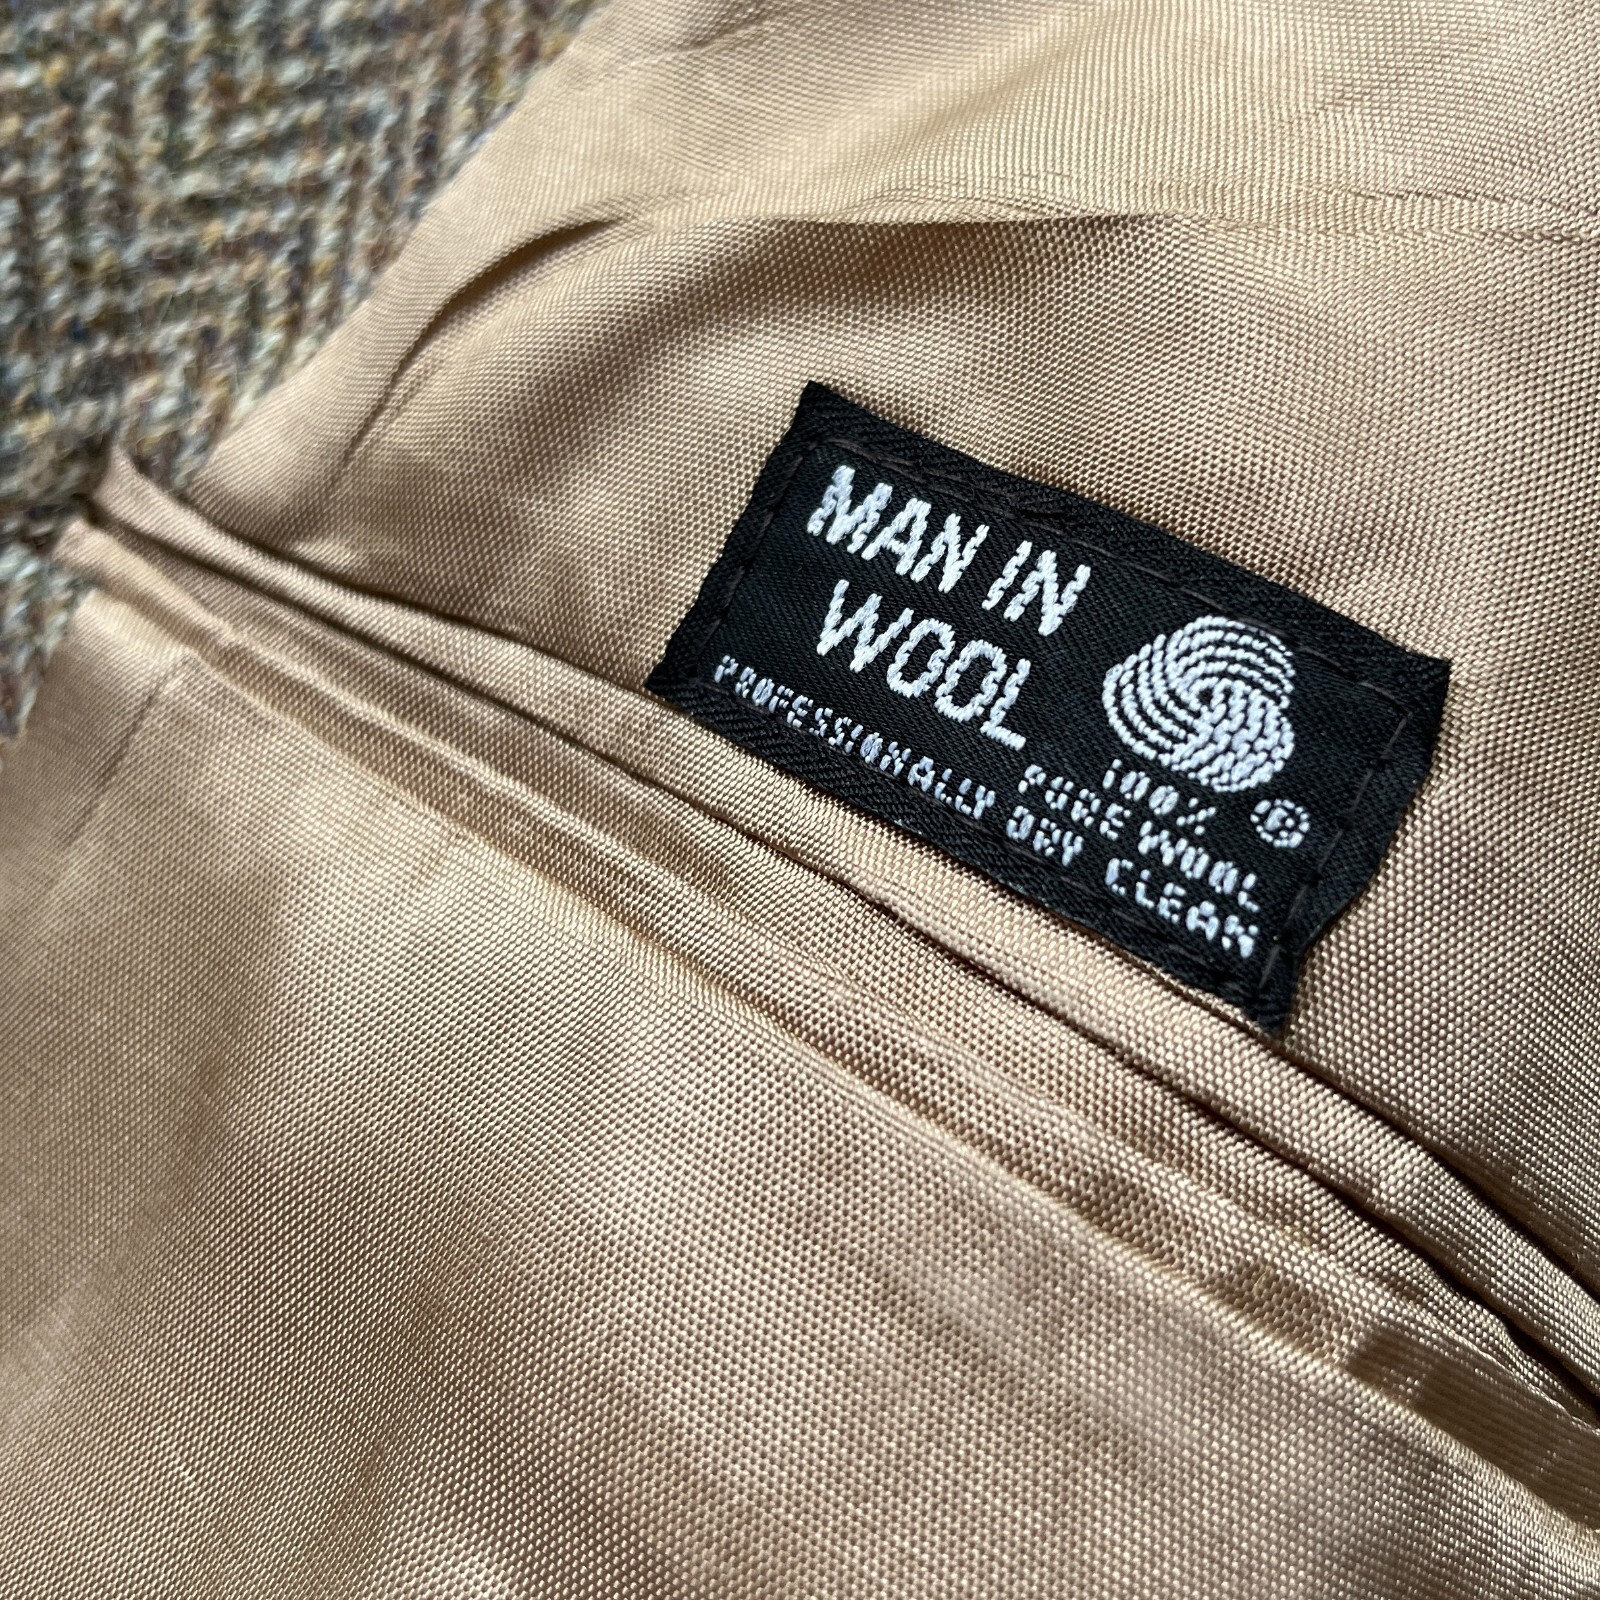 MAN IN
WOOL
100%
PURE WOOL
®
PROFESSIONALLY DRY CLEAN